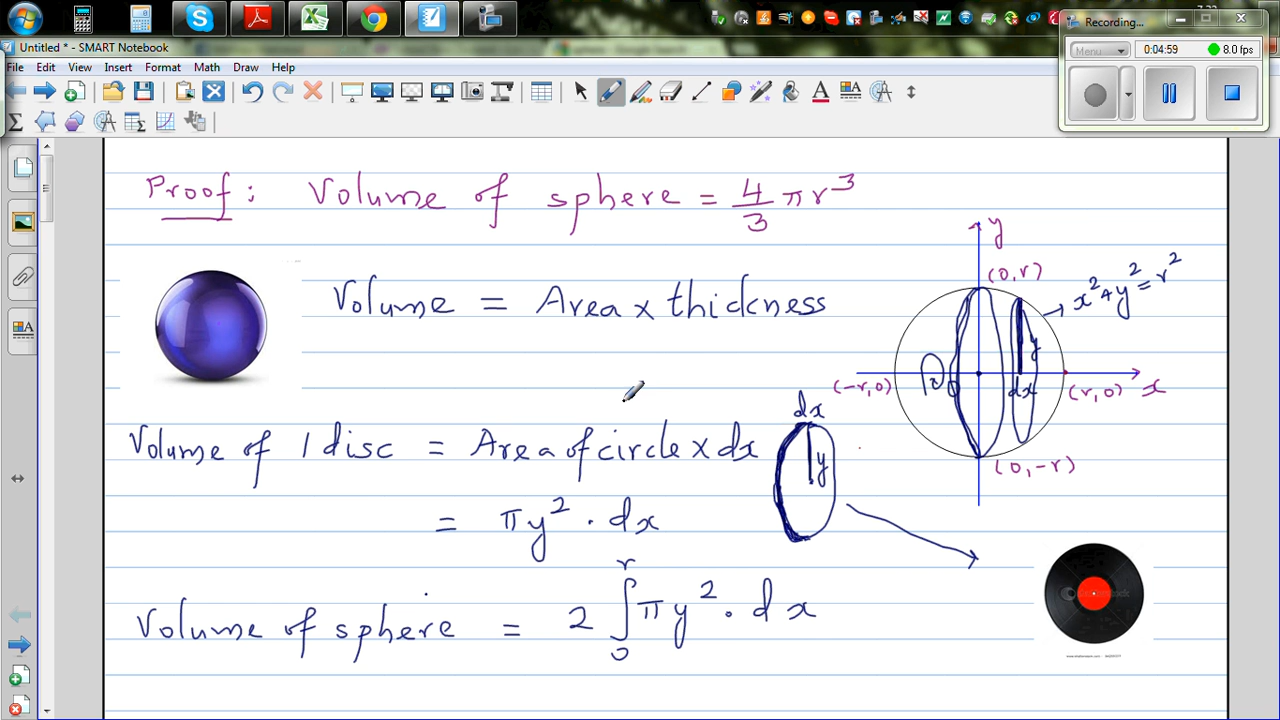 Recording...
Untitled * - SMART Notebook
Menu
0:04:59
8.0 fps
File Edit View Insert Format Math Draw Help
Proof: Volume of sphere = 4/3 πr³
y
(0,r)
x²+y²=r²
Volume = Area x thickness
y
(-r,0)
dx
(r,0)
x
dx
Volume of 1 disc = Area of circle x dx
y
(0,-r)
= πy² . dx
Volume of sphere = 2 ∫₀ʳ πy² . dx